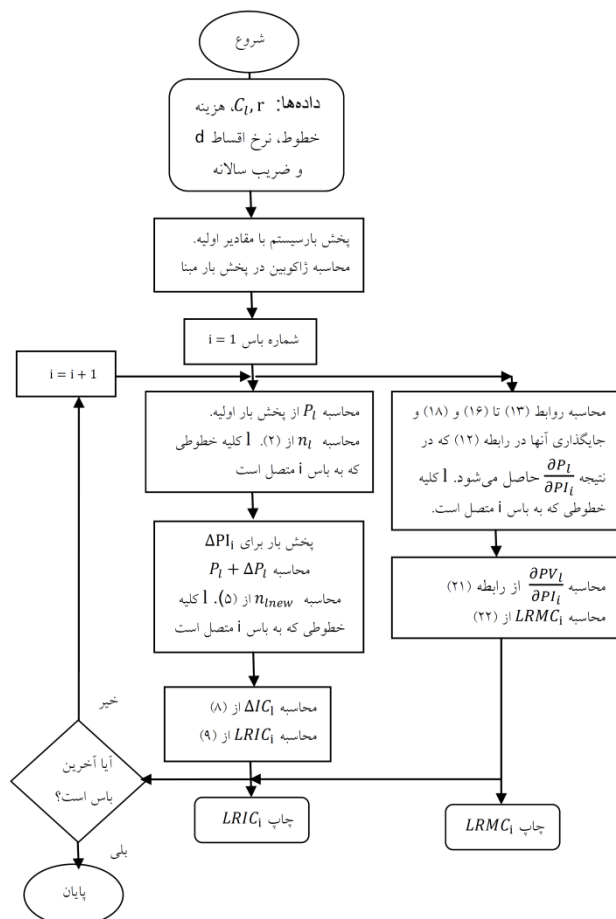 شروع
داده‌ها: C_l, r، هزینه
خطوط، نرخ اقساط d
و ضریب سالانه
پخش بارسیستم با مقادیر اولیه.
محاسبه ژاکوبین در پخش بار مبنا
شماره باس i = 1
i = i + 1
محاسبه P_l از پخش بار اولیه.
محاسبه n_l از (۲). l کلیه خطوطی
که به باس i متصل است
محاسبه روابط (۱۳) تا (۱۶) و (۱۸) و
جایگذاری آنها در رابطه (۱۲) که در
نتیجه ∂P_l/∂PI_i حاصل می‌شود. l کلیه
خطوطی که به باس i متصل است.
پخش بار برای ΔPI_i
محاسبه P_l + ΔP_l
محاسبه n_lnew از (۵). l کلیه
خطوطی که به باس i متصل است
محاسبه ∂PV_l/∂PI_i از رابطه (۲۱)
محاسبه LRMC_i از (۲۲)
محاسبه ΔIC_l از (۸)
محاسبه LRIC_i از (۹)
خیر
آیا آخرین
باس است؟
بلی
پایان
چاپ LRIC_i
چاپ LRMC_i